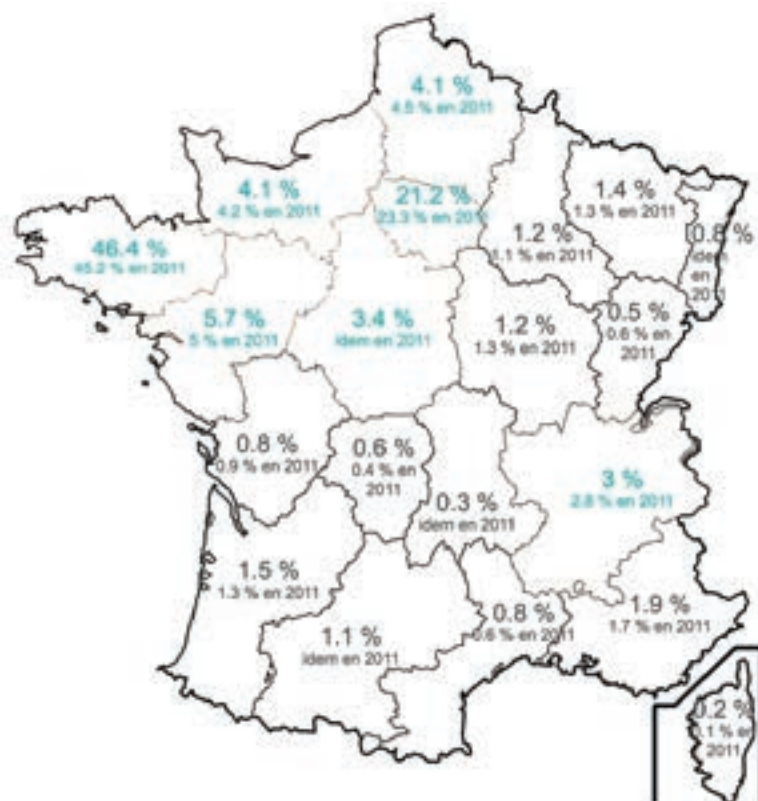 4.1 %
4.5 % en 2011
4.1 %
4.2 % en 2011
21.2 %
23.3 % en 2011
1.4 %
1.3 % en 2011
0.8 %
idem
en
2011
46.4 %
45.2 % en 2011
1.2 %
1.1 % en 2011
5.7 %
5 % en 2011
3.4 %
idem en 2011
1.2 %
1.3 % en 2011
0.5 %
0.6 % en
2011
0.8 %
0.9 % en 2011
0.6 %
0.4 % en
2011
0.3 %
idem en 2011
3 %
2.8 % en 2011
1.5 %
1.3 % en 2011
1.1 %
idem en 2011
0.8 %
0.6 % en 2011
1.9 %
1.7 % en 2011
0.2 %
0.1 % en
2011